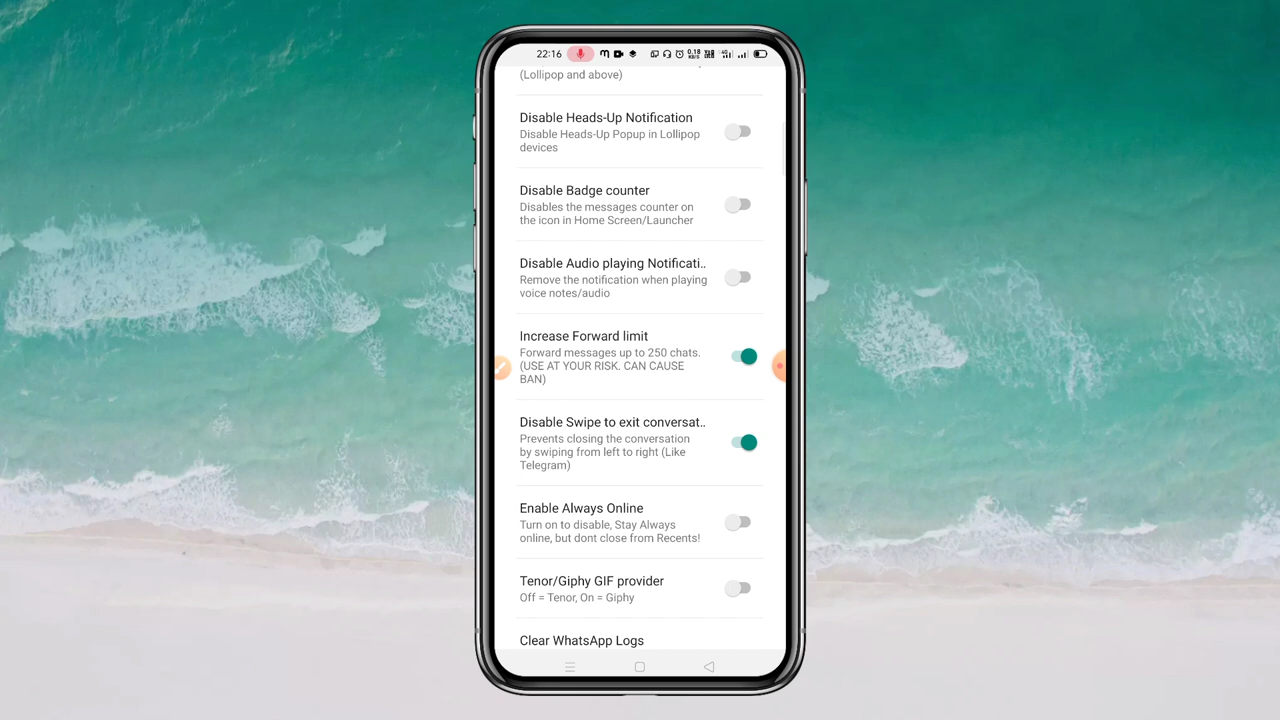 22:16
0.18
KB/S
4G
(Lollipop and above)
Disable Heads-Up Notification
Disable Heads-Up Popup in Lollipop
devices
Disable Badge counter
Disables the messages counter on
the icon in Home Screen/Launcher
Disable Audio playing Notificati..
Remove the notification when playing
voice notes/audio
Increase Forward limit
Forward messages up to 250 chats.
(USE AT YOUR RISK. CAN CAUSE
BAN)
Disable Swipe to exit conversat..
Prevents closing the conversation
by swiping from left to right (Like
Telegram)
Enable Always Online
Turn on to disable, Stay Always
online, but dont close from Recents!
Tenor/Giphy GIF provider
Off = Tenor, On = Giphy
Clear WhatsApp Logs